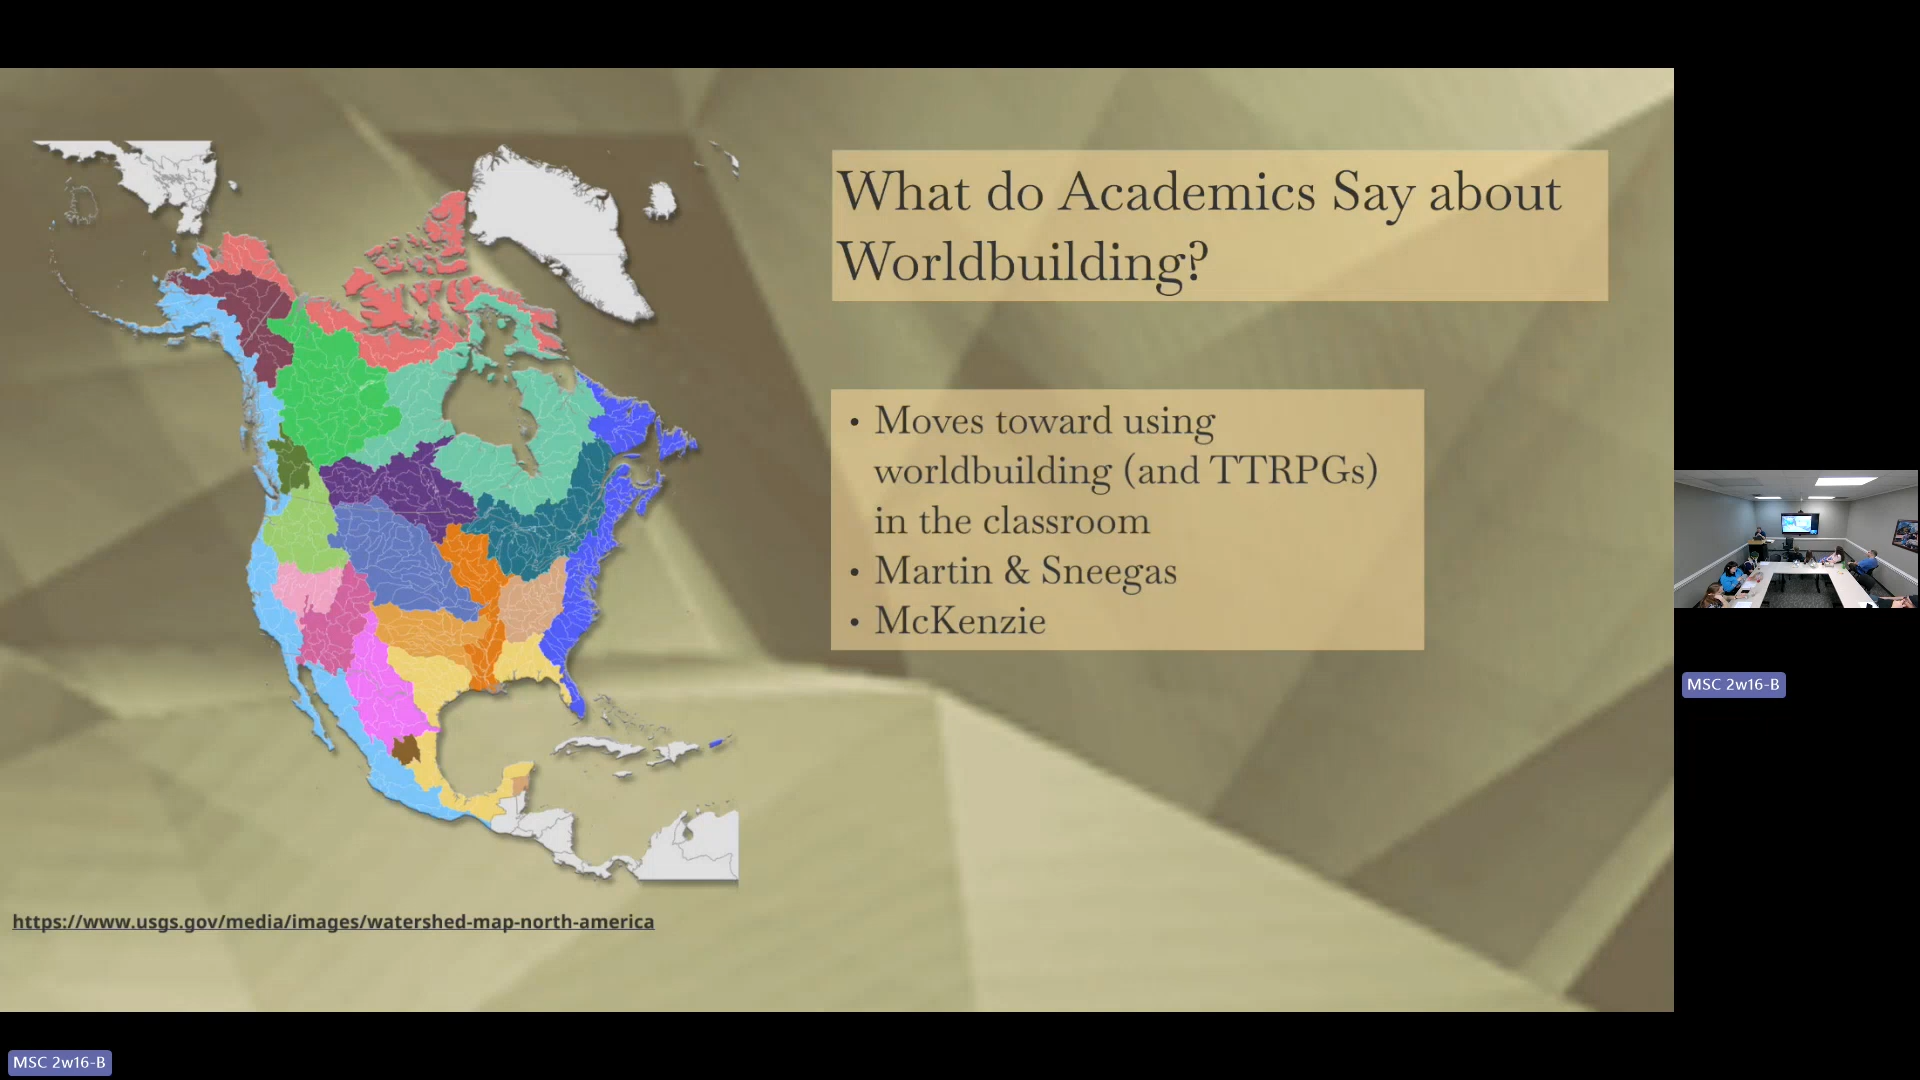 What do Academics Say about
Worldbuilding?
• Moves toward using
worldbuilding (and TTRPGs)
in the classroom
• Martin & Sneegas
• McKenzie
https://www.usgs.gov/media/images/watershed-map-north-america
MSC 2w16-B
MSC 2w16-B